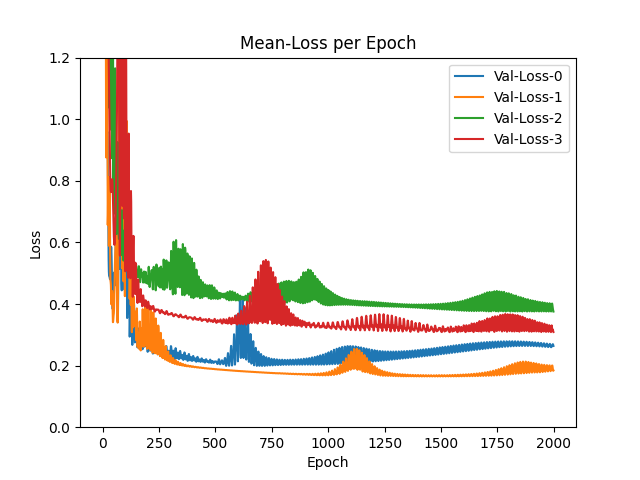 Mean-Loss per Epoch
1.2
1.0
0.8
0.6
0.4
0.2
0.0
Loss
Val-Loss-0
Val-Loss-1
Val-Loss-2
Val-Loss-3
0 250 500 750 1000 1250 1500 1750 2000
Epoch